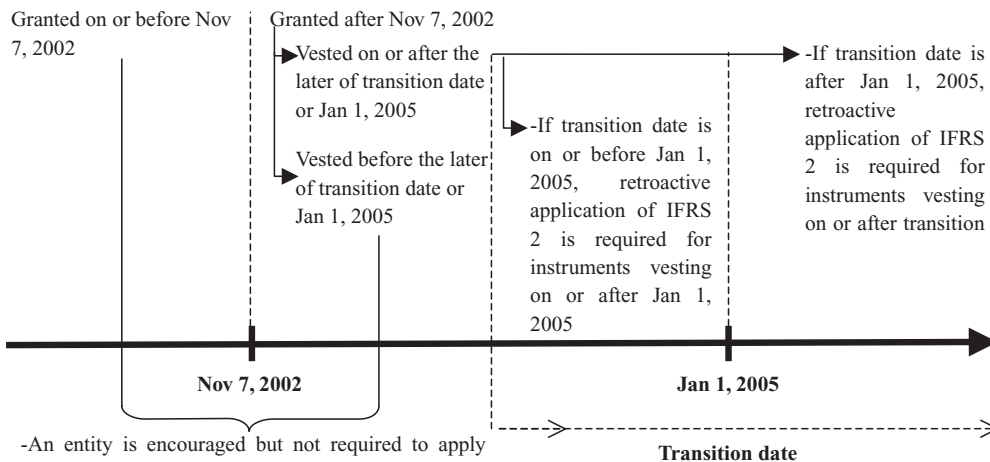 Granted on or before Nov
7, 2002
Granted after Nov 7, 2002
Vested on or after the
later of transition date
or Jan 1, 2005
Vested before the later
of transition date or
Jan 1, 2005
-If transition date is
on or before Jan 1,
2005, retroactive
application of IFRS
2 is required for
instruments vesting
on or after Jan 1,
2005
-If transition date is
after Jan 1, 2005,
retroactive
application of IFRS
2 is required for
instruments vesting
on or after transition
Nov 7, 2002
Jan 1, 2005
-An entity is encouraged but not required to apply
Transition date